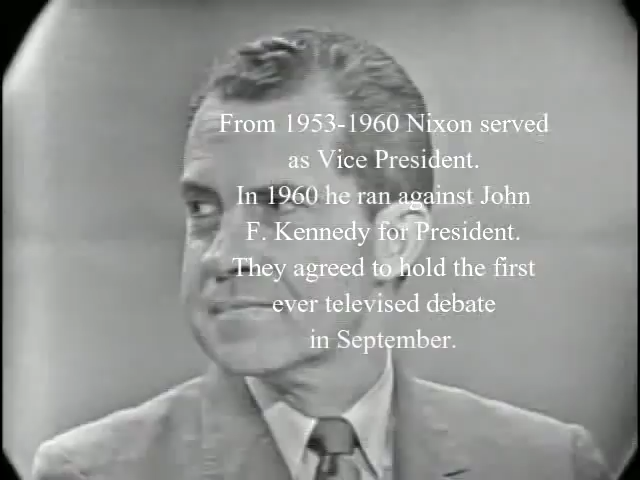 From 1953-1960 Nixon served
as Vice President.
In 1960 he ran against John
F. Kennedy for President.
They agreed to hold the first
ever televised debate
in September.